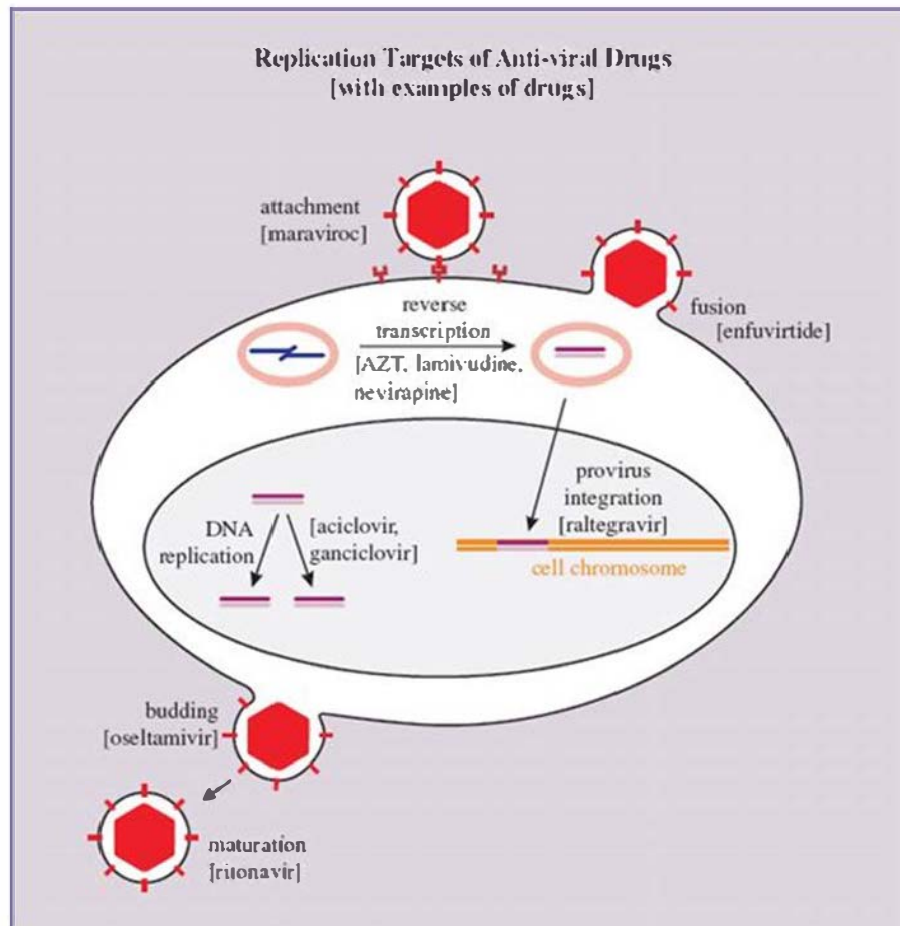 Replication Targets of Anti-viral Drugs
[with examples of drugs]
attachment
[maraviroc]
fusion
[enfuvirtide]
reverse
transcription
[AZT, lamivudine,
nevirapine]
provirus
integration
[raltegravir]
cell chromosome
DNA
replication
[aciclovir,
ganciclovir]
budding
[oseltamivir]
maturation
[ritonavir]